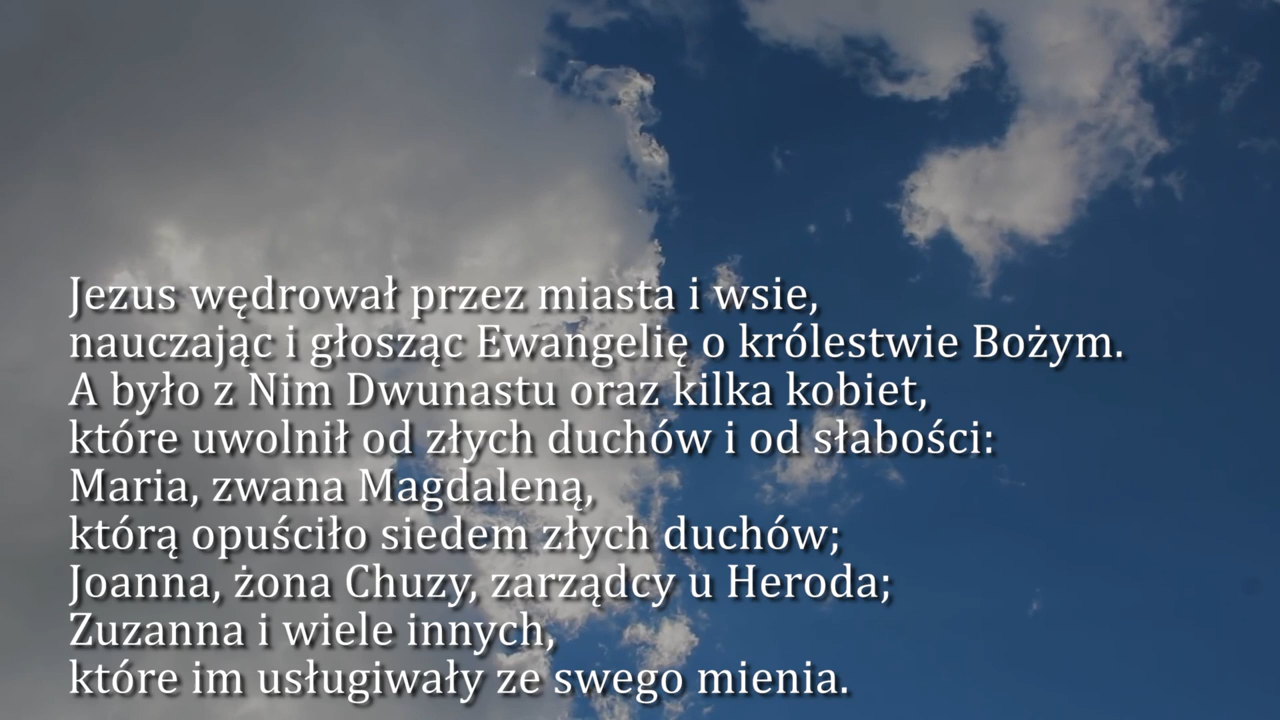 Jezus wędrował przez miasta i wsie,
nauczając i głosząc Ewangelię o królestwie Bożym.
A było z Nim Dwunastu oraz kilka kobiet,
które uwolnił od złych duchów i od słabości:
Maria, zwana Magdaleną,
którą opuściło siedem złych duchów;
Joanna, żona Chuzy, zarządcy u Heroda;
Zuzanna i wiele innych,
które im usługiwały ze swego mienia.